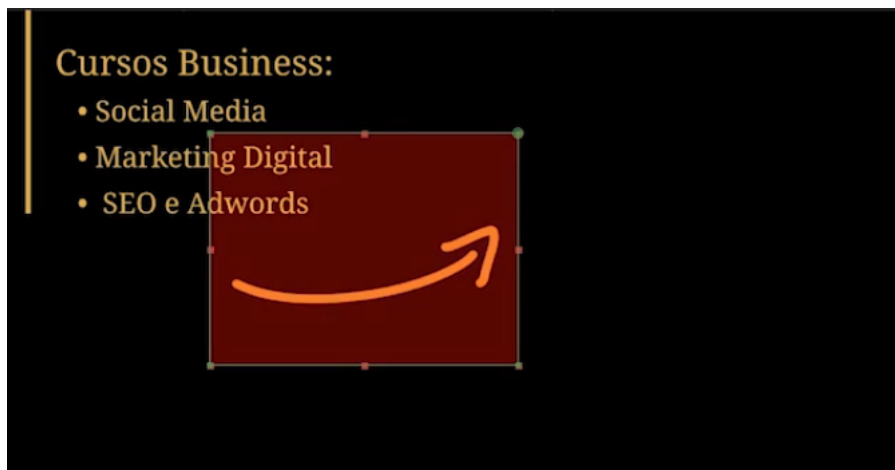 Cursos Business:
• Social Media
• Marketing Digital
• SEO e Adwords